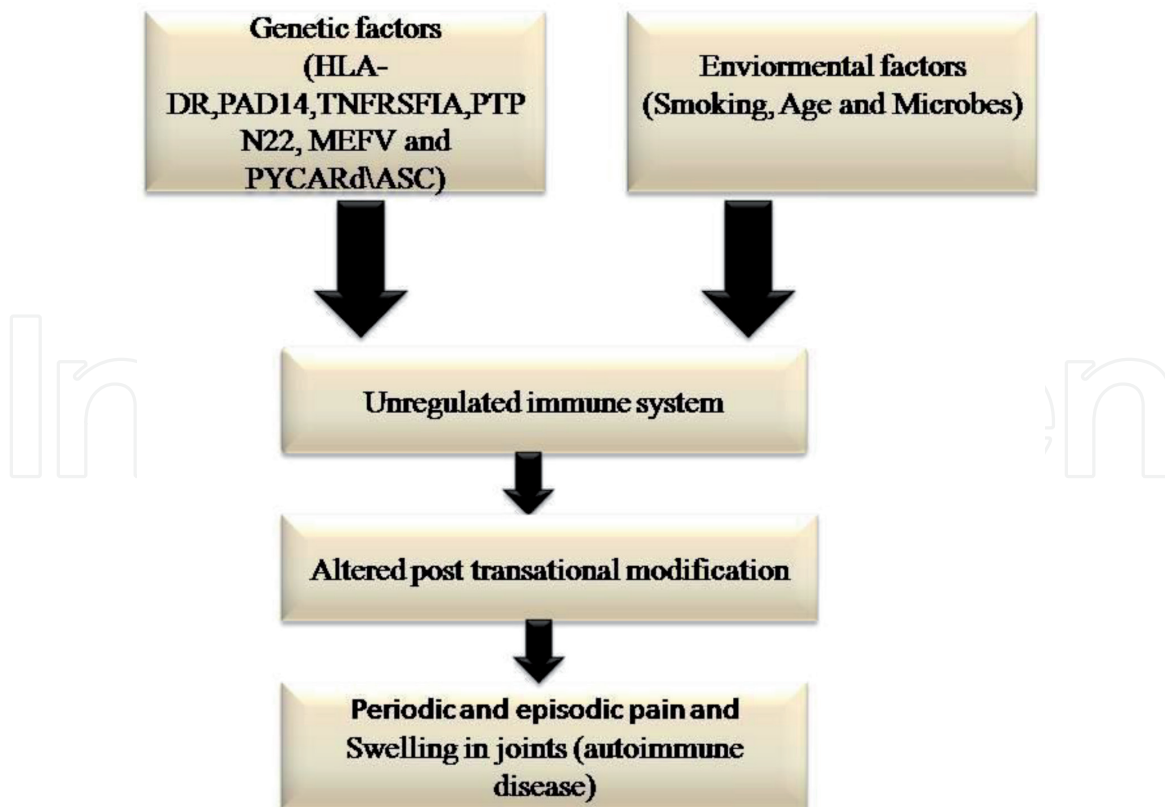 Genetic factors
(HLA-
DR,PAD14,TNFRSFIA,PTP
N22, MEFV and
PYCARd\ASC)
Enviormental factors
(Smoking, Age and Microbes)
Unregulated immune system
Altered post transational modification
Periodic and episodic pain and
Swelling in joints (autoimmune
disease)